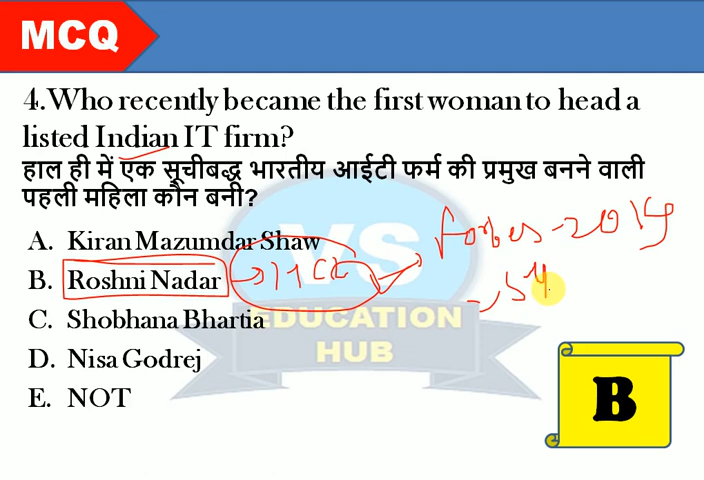 MCQ
4.Who recently became the first woman to head a
listed Indian IT firm?
हाल ही में एक सूचीबद्ध भारतीय आईटी फर्म की प्रमुख बनने वाली
पहली महिला कौन बनी?
A. Kiran Mazumdar Shaw
B. Roshni Nadar
Forbes - 2019
C. Shobhana Bhartia
D. Nisa Godrej
E. NOT
VS
EDUCATION
HUB
B